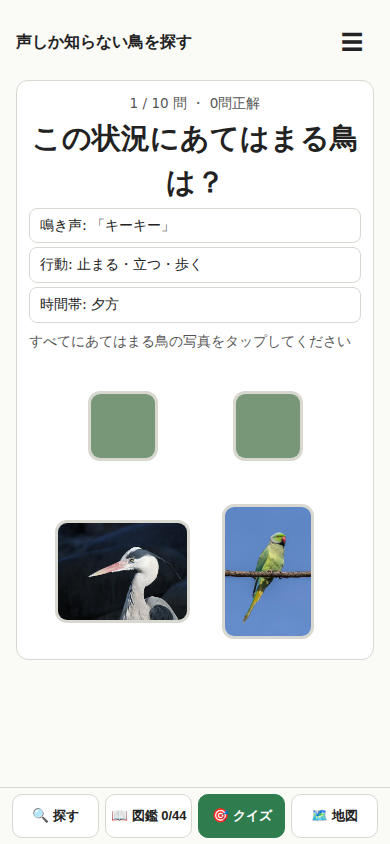 声しか知らない鳥を探す
1 / 10 問 ・ 0問正解
この状況にあてはまる鳥
は？
鳴き声: 「キーキー」
行動: 止まる・立つ・歩く
時間帯: 夕方
すべてにあてはまる鳥の写真をタップしてください
🔍 探す
📖 図鑑 0/44
🎯 クイズ
🗺️ 地図